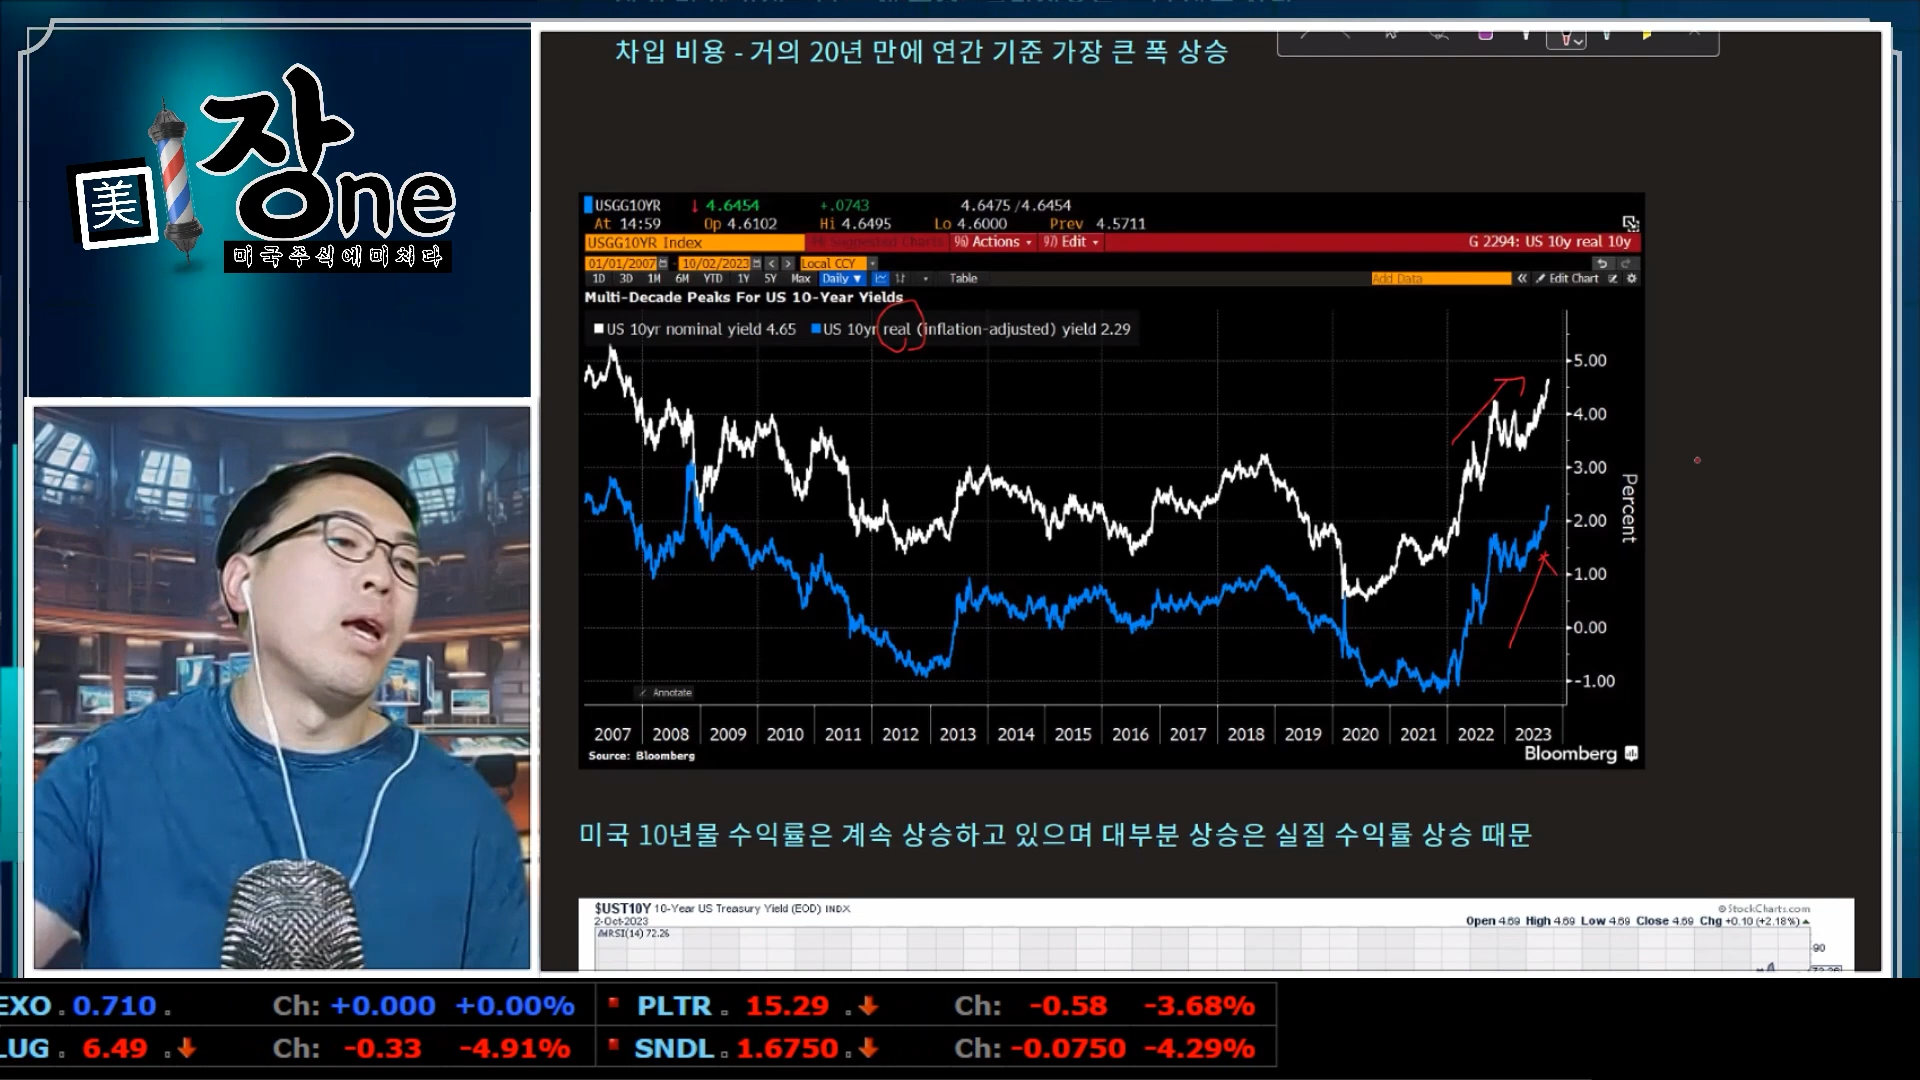 차입 비용 - 거의 20년 만에 연간 기준 가장 큰 폭 상승
美
장one
미국주식에미치다
USGG10YR ↓ 4.6454 +.0743 4.6475 /4.6454
At 14:59 Op 4.6102 Hi 4.6495 Lo 4.6000 Prev 4.5711
USGG10YR Index 96) Actions 97) Edit G 2294: US 10y real 10y
01/01/2007 - 10/02/2023 < > Local CCY
1D 3D 1M 6M YTD 1Y 5Y Max Daily ▼ Table Add Data « Edit Chart
Multi-Decade Peaks For US 10-Year Yields
US 10yr nominal yield 4.65 US 10yr real (inflation-adjusted) yield 2.29
5.00
4.00
3.00
2.00
1.00
0.00
-1.00
Percent
Annotate
2007 2008 2009 2010 2011 2012 2013 2014 2015 2016 2017 2018 2019 2020 2021 2022 2023
Source: Bloomberg
Bloomberg
미국 10년물 수익률은 계속 상승하고 있으며 대부분 상승은 실질 수익률 상승 때문
$UST10Y 10-Year US Treasury Yield (EOD) INDX
© StockCharts.com
2-Oct-2023
Open 4.69 High 4.69 Low 4.69 Close 4.69 Chg +0.10 (+2.18%)
RSI(14) 72.26
90
EXO . 0.710 . Ch: +0.000 +0.00% PLTR . 15.29 . Ch: -0.58 -3.68%
LUG . 6.49 . Ch: -0.33 -4.91% SNDL . 1.6750 . Ch: -0.0750 -4.29%